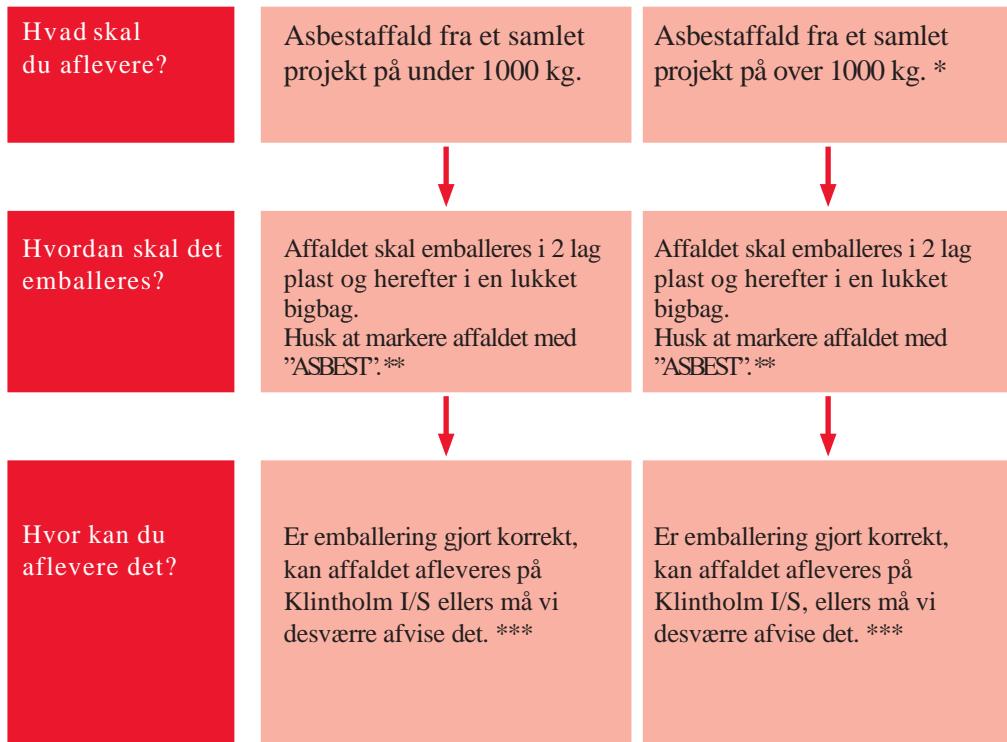 Hvad skal
du aflevere?
Asbestaffald fra et samlet
projekt på under 1000 kg.
Asbestaffald fra et samlet
projekt på over 1000 kg. *
Hvordan skal det
emballeres?
Affaldet skal emballeres i 2 lag
plast og herefter i en lukket
bigbag.
Husk at markere affaldet med
”ASBEST”.**
Affaldet skal emballeres i 2 lag
plast og herefter i en lukket
bigbag.
Husk at markere affaldet med
”ASBEST”.**
Hvor kan du
aflevere det?
Er emballering gjort korrekt,
kan affaldet afleveres på
Klintholm I/S ellers må vi
desværre afvise det. ***
Er emballering gjort korrekt,
kan affaldet afleveres på
Klintholm I/S, ellers må vi
desværre afvise det. ***